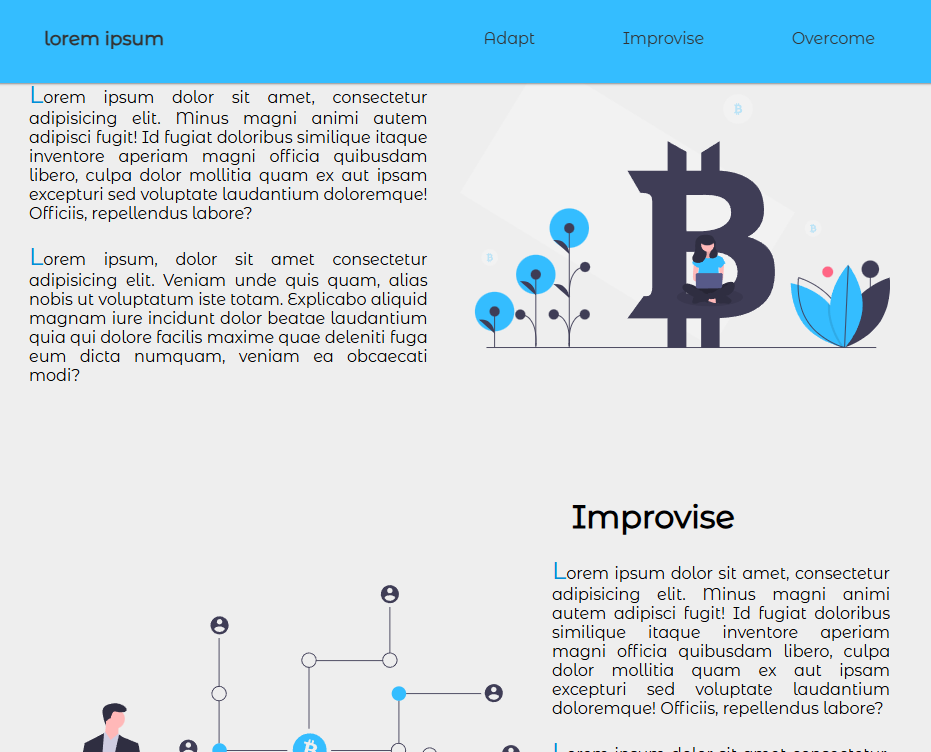 lorem ipsum
Adapt
Improvise
Overcome
Lorem ipsum dolor sit amet, consectetur
adipisicing elit. Minus magni animi autem
adipisci fugit! Id fugiat doloribus similique itaque
inventore aperiam magni officia quibusdam
libero, culpa dolor mollitia quam ex aut ipsam
excepturi sed voluptate laudantium doloremque!
Officiis, repellendus labore?
Lorem ipsum, dolor sit amet consectetur
adipisicing elit. Veniam unde quis quam, alias
nobis ut voluptatum iste totam. Explicabo aliquid
magnam iure incidunt dolor beatae laudantium
quia qui dolore facilis maxime quae deleniti fuga
eum dicta numquam, veniam ea obcaecati
modi?
Improvise
Lorem ipsum dolor sit amet, consectetur
adipisicing elit. Minus magni animi
autem adipisci fugit! Id fugiat doloribus
similique itaque inventore aperiam
magni officia quibusdam libero, culpa
dolor mollitia quam ex aut ipsam
excepturi sed voluptate laudantium
doloremque! Officiis, repellendus labore?